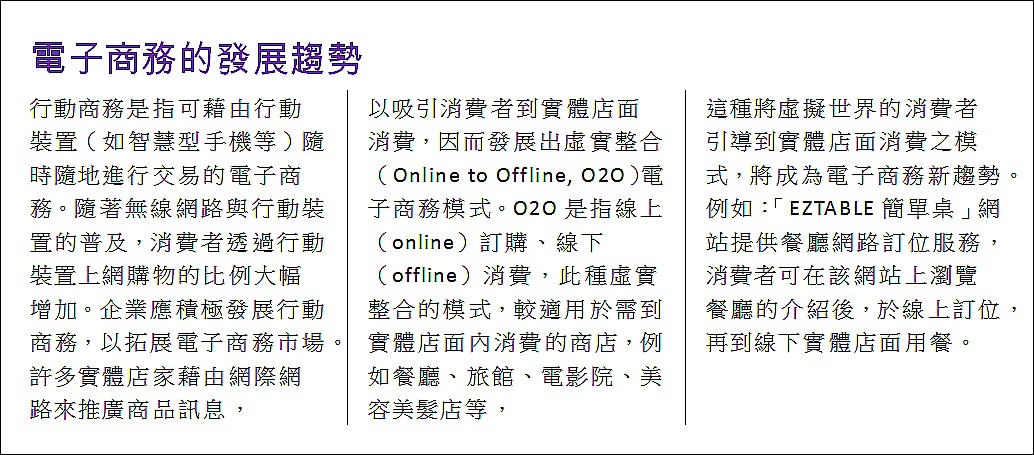 電子商務的發展趨勢
行動商務是指可藉由行動
裝置（如智慧型手機等）隨
時隨地進行交易的電子商
務。隨著無線網路與行動裝
置的普及，消費者透過行動
裝置上網購物的比例大幅
增加。企業應積極發展行動
商務，以拓展電子商務市場。
許多實體店家藉由網際網
路來推廣商品訊息，
以吸引消費者到實體店面
消費，因而發展出虛實整合
（Online to Offline, O2O）電
子商務模式。O2O 是指線上
（online）訂購、線下
（offline）消費，此種虛實
整合的模式，較適用於需到
實體店面內消費的商店，例
如餐廳、旅館、電影院、美
容美髮店等，
這種將虛擬世界的消費者
引導到實體店面消費之模
式，將成為電子商務新趨勢。
例如：「EZTABLE 簡單桌」網
站提供餐廳網路訂位服務，
消費者可在該網站上瀏覽
餐廳的介紹後，於線上訂位，
再到線下實體店面用餐。